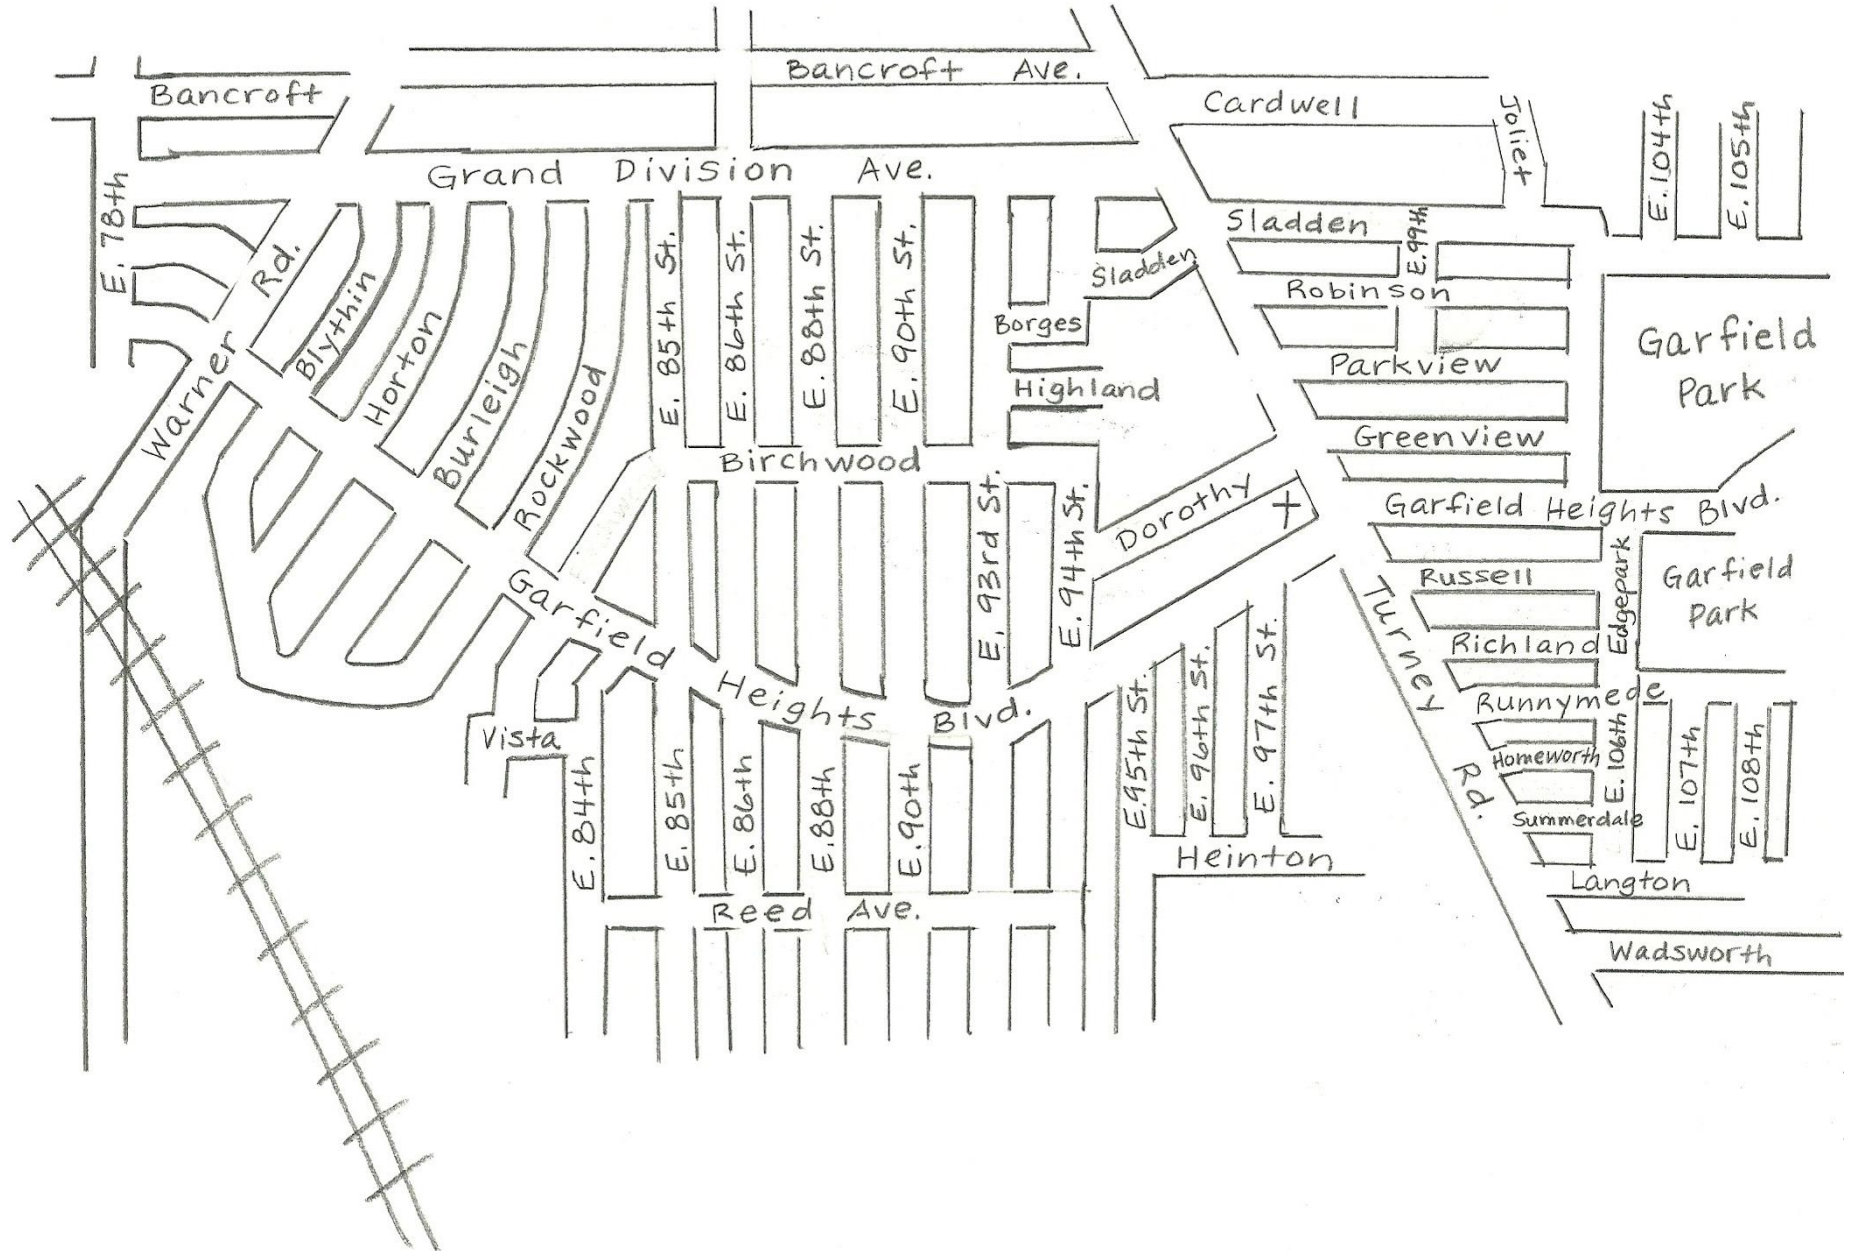 Bancroft Ave.
Bancroft
Cardwell
Joliet
E. 104th
E. 105th
Grand Division Ave.
E. 78th
Sladden
E. 99th
Rd.
Blythin
Horton
Burleigh
Rockwood
E. 85th St.
E. 86th St.
E. 88th St.
E. 90th St.
Sladden
Robinson
Borges
Garfield
Park
Warner
Highland
Parkview
Greenview
Birchwood
Dorothy
Garfield Heights Blvd.
E. 93rd St.
E. 94th St.
Russell
Edgepark
Garfield
Park
Garfield Heights Blvd.
Turney Rd.
Richland
Runnymede
E. 95th St.
E. 96th St.
E. 97th St.
Vista
Homeworth
E. 106th
E. 107th
E. 108th
E. 84th
E. 85th
E. 86th
E. 88th
E. 90th
Summerdale
Heinton
Langton
Reed Ave.
Wadsworth